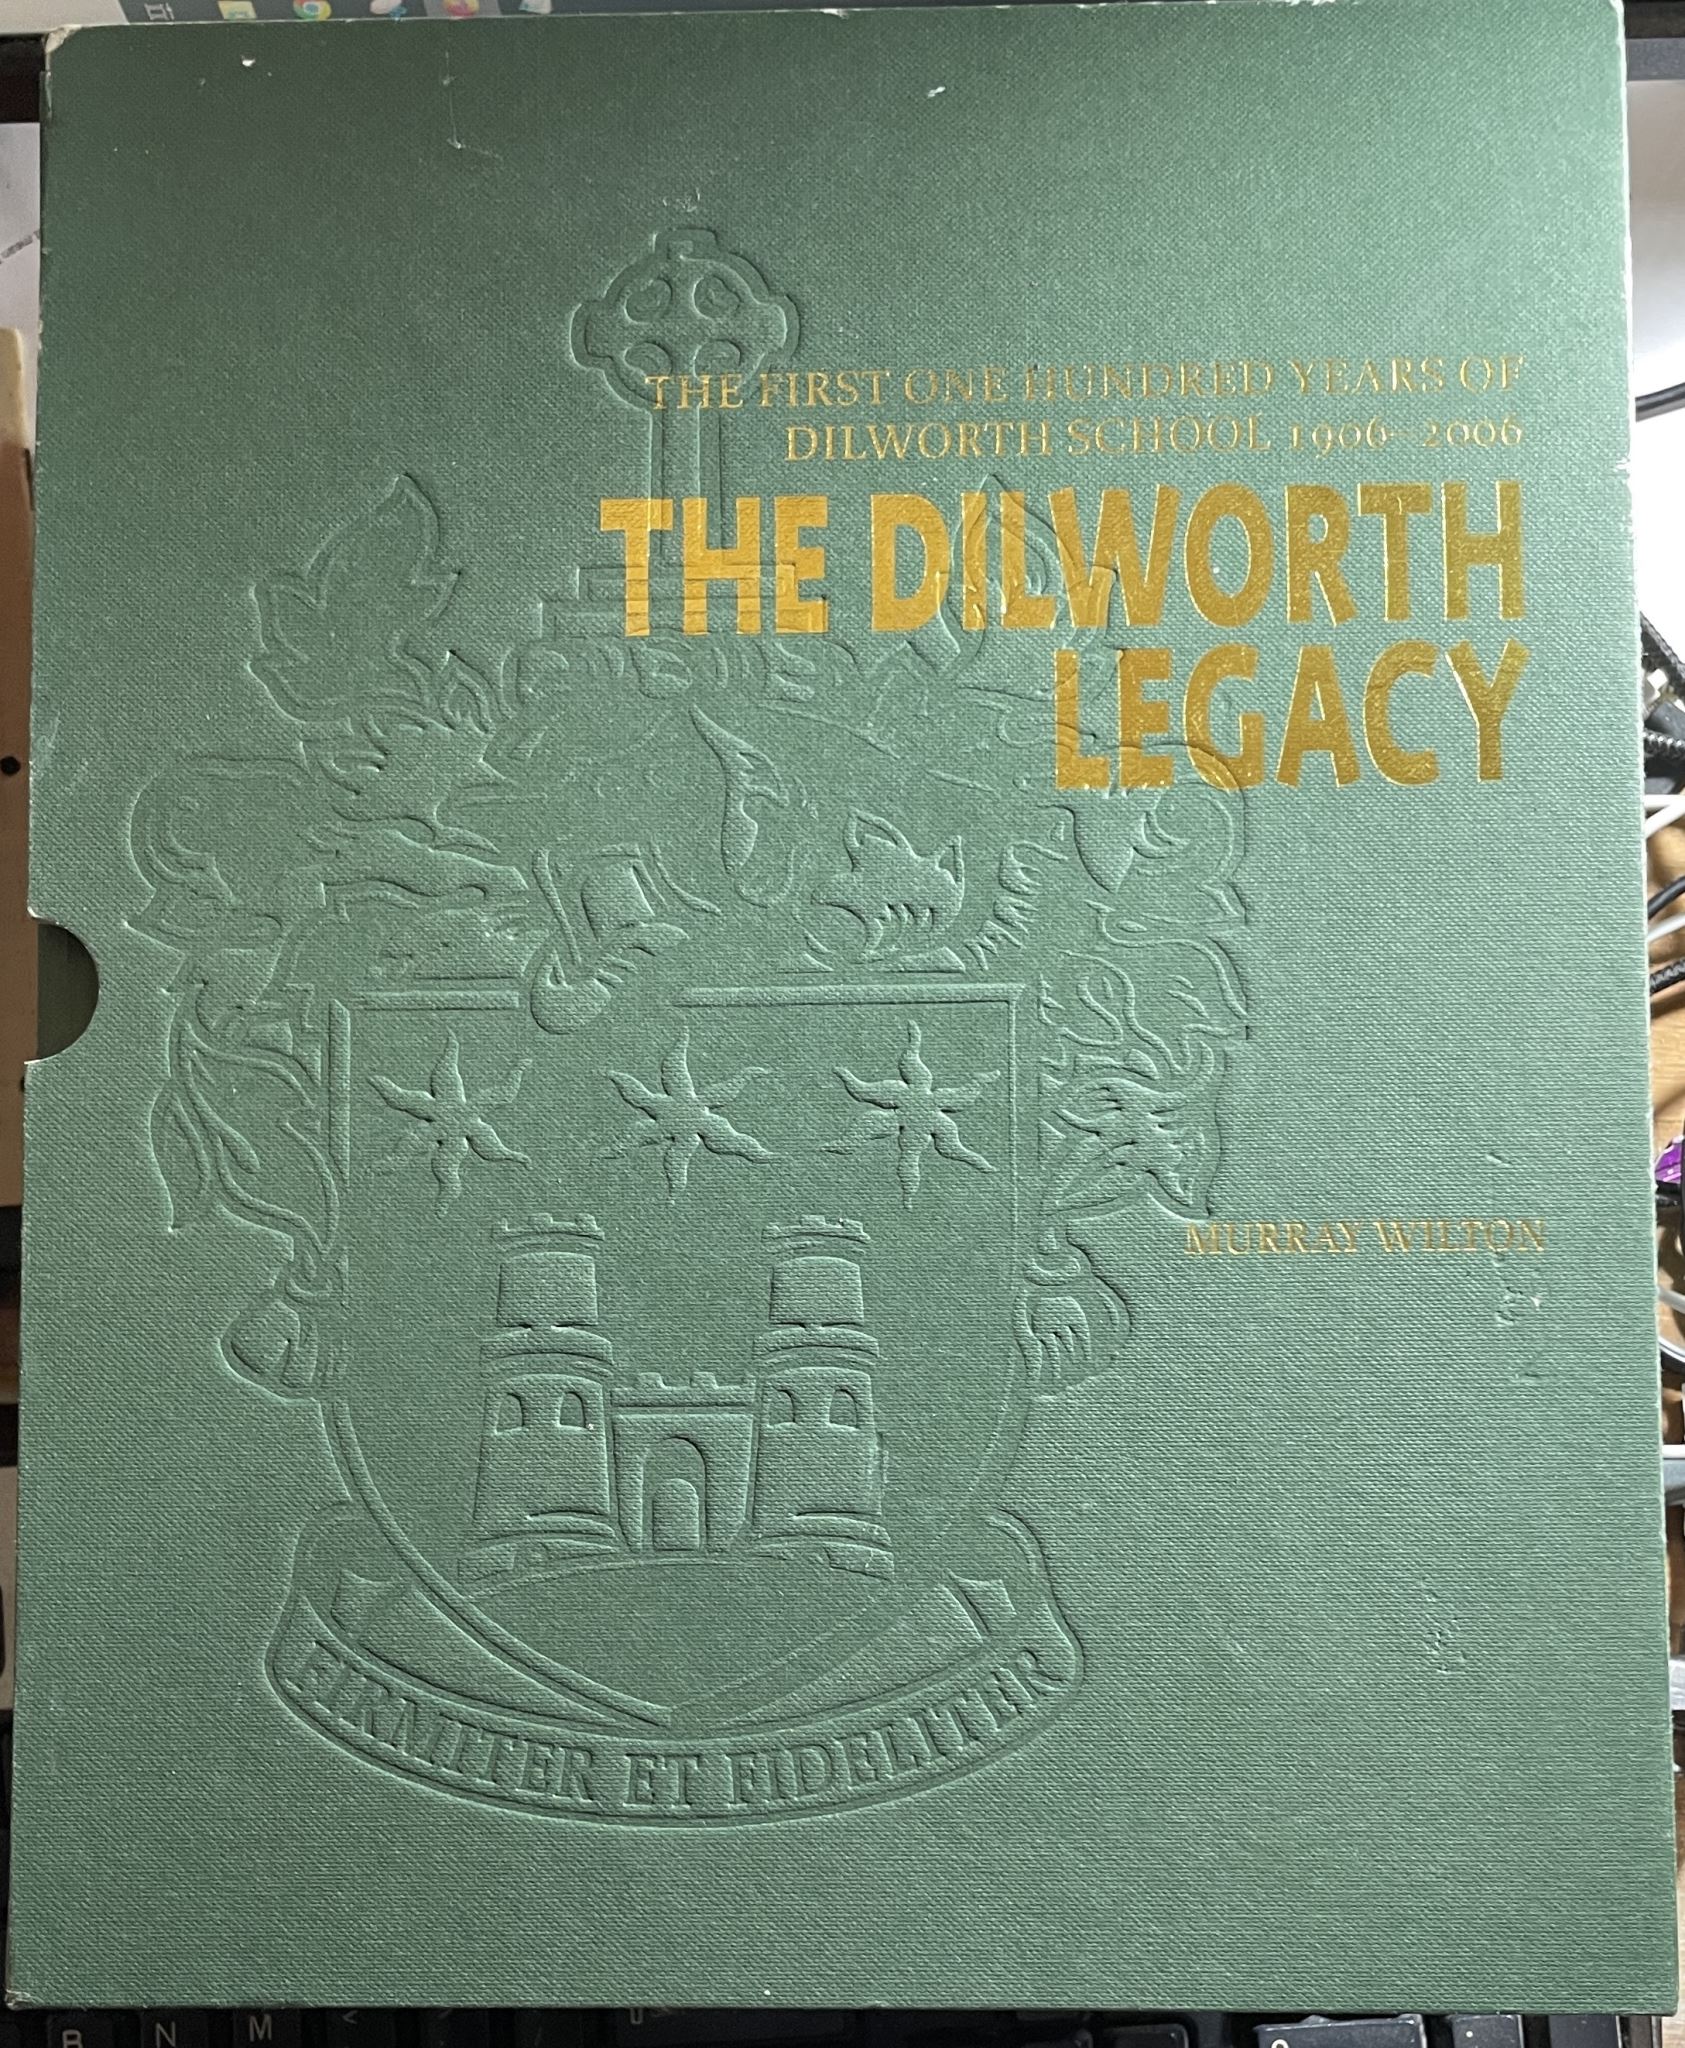 THE FIRST ONE HUNDRED YEARS OF
DILWORTH SCHOOL 1906–2006
THE DILWORTH
LEGACY
MURRAY WILTON
FIRMITER ET FIDELITER
B N M